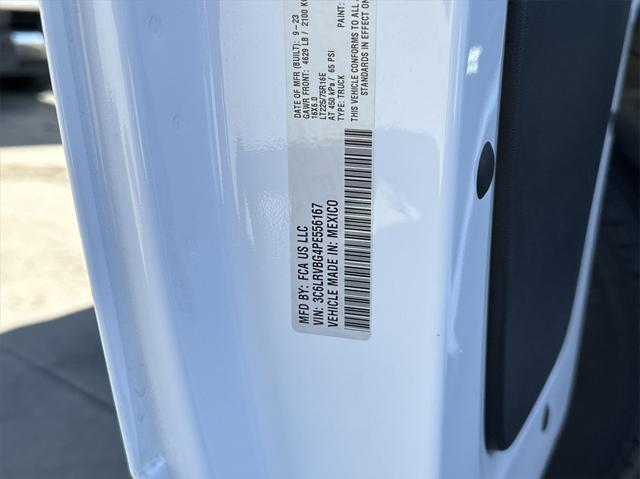 DATE OF MFR (BUILT): 9-23
GAWR FRONT: 4629 LB / 2100 KG
16X6.0
LT225/75R16E
AT 450 kPa / 65 PSI
TYPE: TRUCK
PAINT:
THIS VEHICLE CONFORMS TO ALL
STANDARDS IN EFFECT ON
MFD BY: FCA US LLC
VIN: 3C6LRVBG4PE556167
VEHICLE MADE IN: MEXICO